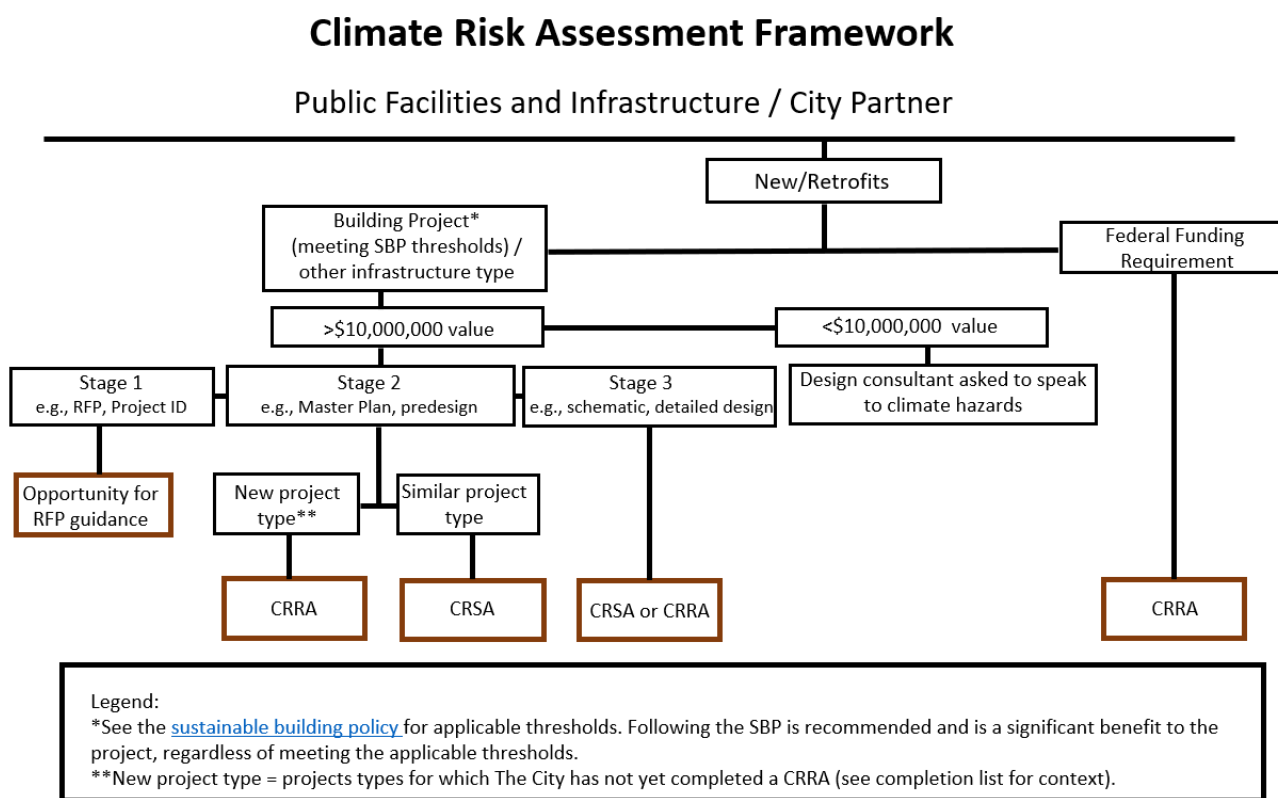 Climate Risk Assessment Framework
Public Facilities and Infrastructure / City Partner
New/Retrofits
Building Project*
(meeting SBP thresholds) /
other infrastructure type
Federal Funding
Requirement
>$10,000,000 value
<$10,000,000 value
Stage 1
e.g., RFP, Project ID
Stage 2
e.g., Master Plan, predesign
Stage 3
e.g., schematic, detailed design
Design consultant asked to speak
to climate hazards
Opportunity for
RFP guidance
New project
type**
Similar project
type
CRRA
CRSA
CRSA or CRRA
CRRA
Legend:
*See the sustainable building policy for applicable thresholds. Following the SBP is recommended and is a significant benefit to the
project, regardless of meeting the applicable thresholds.
**New project type = projects types for which The City has not yet completed a CRRA (see completion list for context).